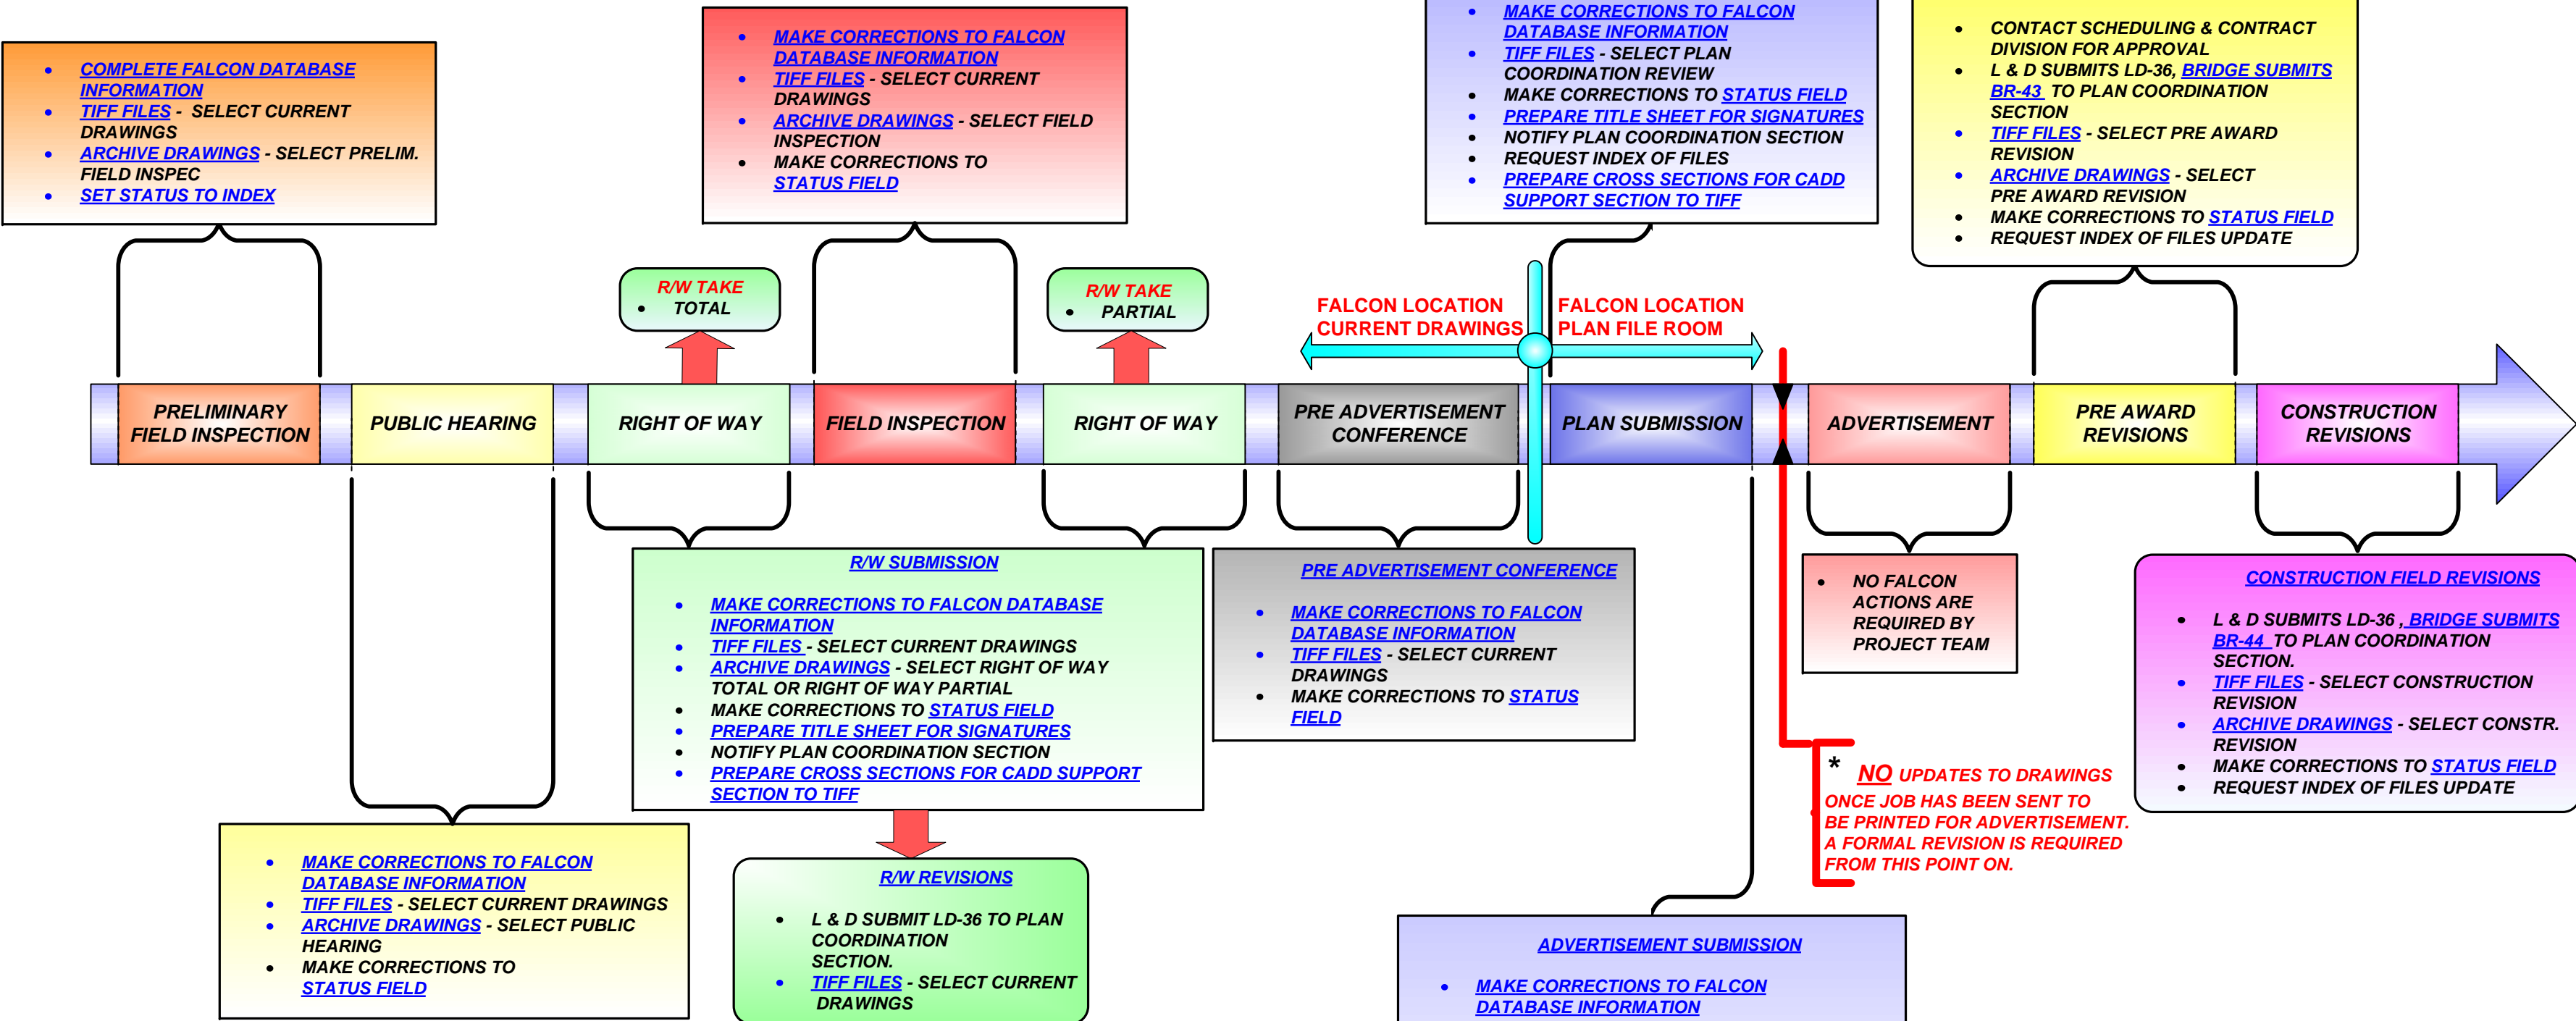 COMPLETE FALCON DATABASE
INFORMATION
TIFF FILES - SELECT CURRENT
DRAWINGS
ARCHIVE DRAWINGS - SELECT PRELIM.
FIELD INSPEC
SET STATUS TO INDEX
MAKE CORRECTIONS TO FALCON
DATABASE INFORMATION
TIFF FILES - SELECT CURRENT
DRAWINGS
ARCHIVE DRAWINGS - SELECT FIELD
INSPECTION
MAKE CORRECTIONS TO
STATUS FIELD
MAKE CORRECTIONS TO FALCON
DATABASE INFORMATION
TIFF FILES - SELECT PLAN
COORDINATION REVIEW
MAKE CORRECTIONS TO STATUS FIELD
PREPARE TITLE SHEET FOR SIGNATURES
NOTIFY PLAN COORDINATION SECTION
REQUEST INDEX OF FILES
PREPARE CROSS SECTIONS FOR CADD
SUPPORT SECTION TO TIFF
CONTACT SCHEDULING & CONTRACT
DIVISION FOR APPROVAL
L & D SUBMITS LD-36, BRIDGE SUBMITS
BR-43 TO PLAN COORDINATION
SECTION
TIFF FILES - SELECT PRE AWARD
REVISION
ARCHIVE DRAWINGS - SELECT
PRE AWARD REVISION
MAKE CORRECTIONS TO STATUS FIELD
REQUEST INDEX OF FILES UPDATE
R/W TAKE
TOTAL
R/W TAKE
PARTIAL
FALCON LOCATION
CURRENT DRAWINGS
FALCON LOCATION
PLAN FILE ROOM
PRELIMINARY
FIELD INSPECTION
PUBLIC HEARING
RIGHT OF WAY
FIELD INSPECTION
RIGHT OF WAY
PRE ADVERTISEMENT
CONFERENCE
PLAN SUBMISSION
ADVERTISEMENT
PRE AWARD
REVISIONS
CONSTRUCTION
REVISIONS
R/W SUBMISSION
MAKE CORRECTIONS TO FALCON DATABASE
INFORMATION
TIFF FILES - SELECT CURRENT DRAWINGS
ARCHIVE DRAWINGS - SELECT RIGHT OF WAY
TOTAL OR RIGHT OF WAY PARTIAL
MAKE CORRECTIONS TO STATUS FIELD
PREPARE TITLE SHEET FOR SIGNATURES
NOTIFY PLAN COORDINATION SECTION
PREPARE CROSS SECTIONS FOR CADD SUPPORT
SECTION TO TIFF
PRE ADVERTISEMENT CONFERENCE
MAKE CORRECTIONS TO FALCON
DATABASE INFORMATION
TIFF FILES - SELECT CURRENT
DRAWINGS
MAKE CORRECTIONS TO STATUS
FIELD
NO FALCON
ACTIONS ARE
REQUIRED BY
PROJECT TEAM
CONSTRUCTION FIELD REVISIONS
L & D SUBMITS LD-36 , BRIDGE SUBMITS
BR-44 TO PLAN COORDINATION
SECTION.
TIFF FILES - SELECT CONSTRUCTION
REVISION
ARCHIVE DRAWINGS - SELECT CONSTR.
REVISION
MAKE CORRECTIONS TO STATUS FIELD
REQUEST INDEX OF FILES UPDATE
* NO UPDATES TO DRAWINGS
ONCE JOB HAS BEEN SENT TO
BE PRINTED FOR ADVERTISEMENT.
A FORMAL REVISION IS REQUIRED
FROM THIS POINT ON.
MAKE CORRECTIONS TO FALCON
DATABASE INFORMATION
TIFF FILES - SELECT CURRENT DRAWINGS
ARCHIVE DRAWINGS - SELECT PUBLIC
HEARING
MAKE CORRECTIONS TO
STATUS FIELD
R/W REVISIONS
L & D SUBMIT LD-36 TO PLAN
COORDINATION
SECTION.
TIFF FILES - SELECT CURRENT
DRAWINGS
ADVERTISEMENT SUBMISSION
MAKE CORRECTIONS TO FALCON
DATABASE INFORMATION